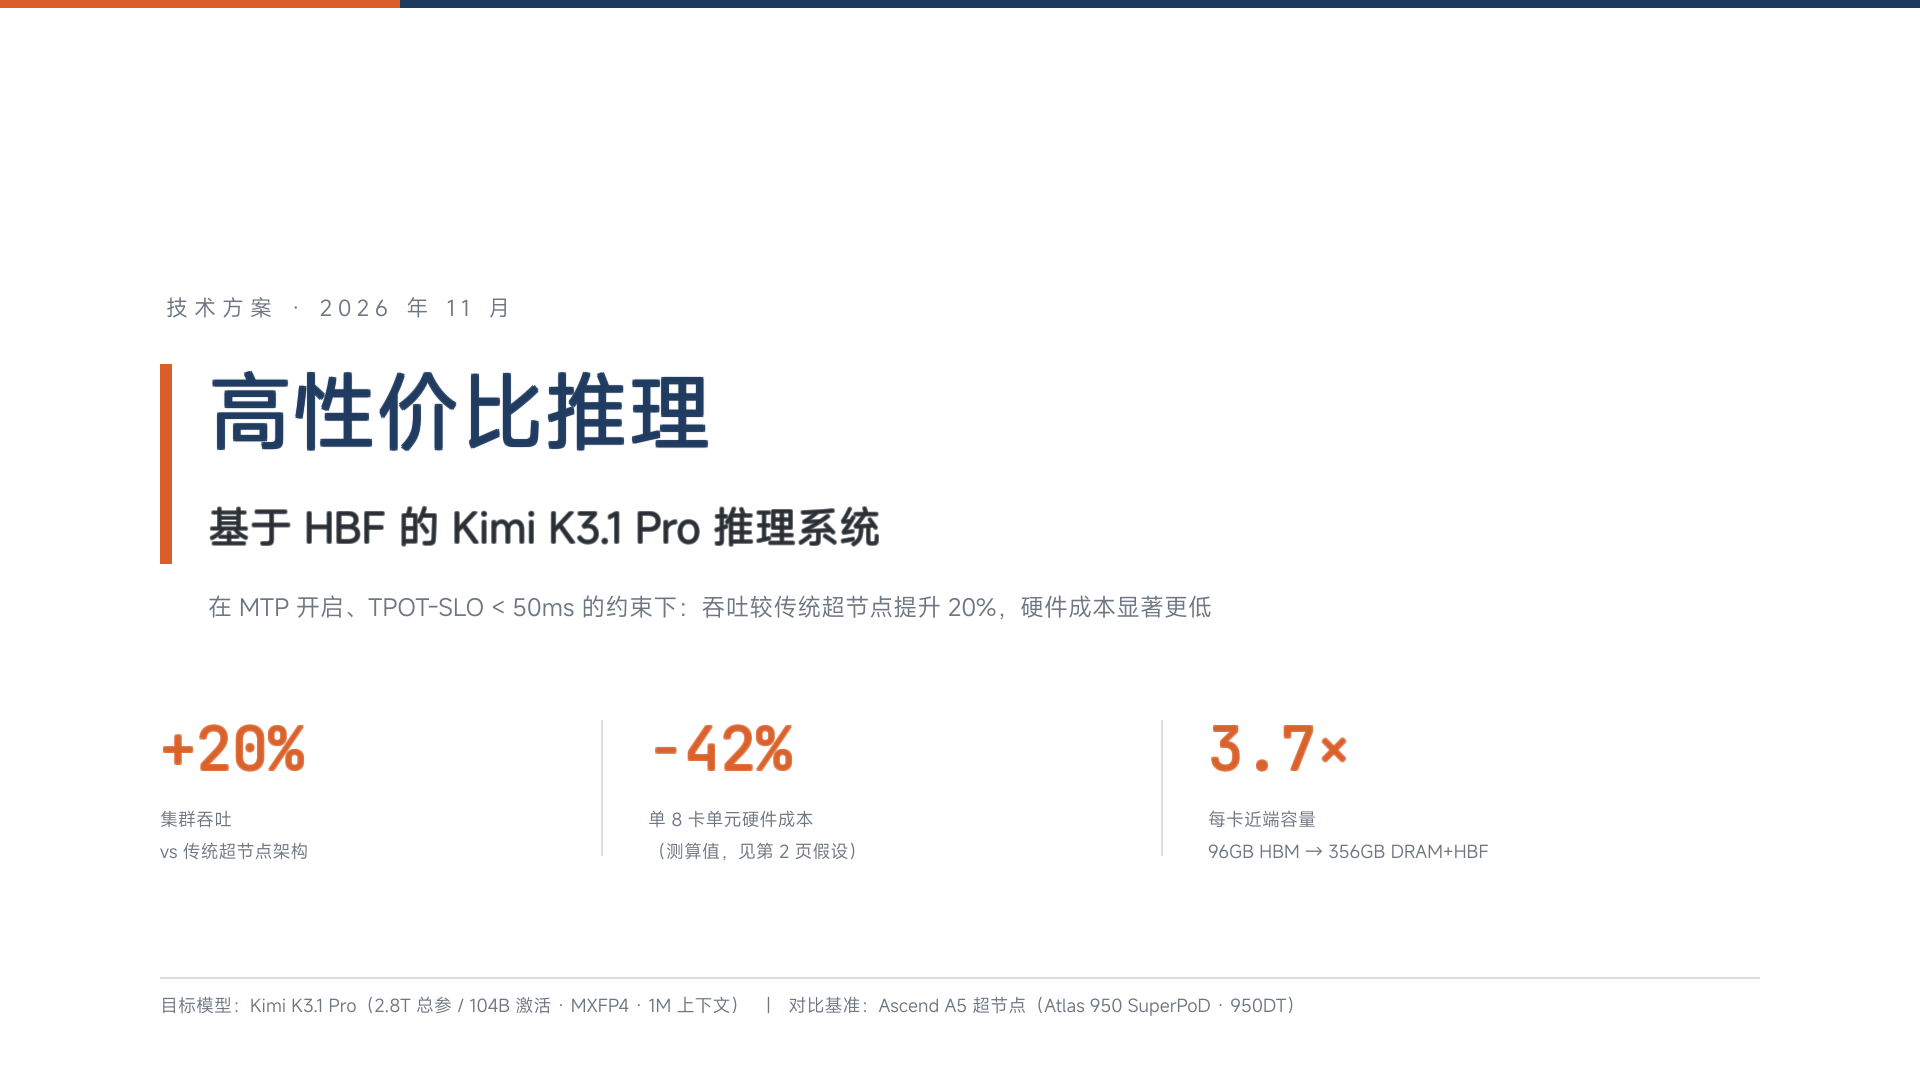 技术方案 · 2026 年 11 月
高性价比推理
基于 HBF 的 Kimi K3.1 Pro 推理系统
在 MTP 开启、TPOT-SLO < 50ms 的约束下：吞吐较传统超节点提升 20%，硬件成本显著更低
+20%
集群吞吐
vs 传统超节点架构
-42%
单 8 卡单元硬件成本
（测算值，见第 2 页假设）
3.7×
每卡近端容量
96GB HBM → 356GB DRAM+HBF
目标模型：Kimi K3.1 Pro（2.8T 总参 / 104B 激活 · MXFP4 · 1M 上下文） | 对比基准：Ascend A5 超节点（Atlas 950 SuperPoD · 950DT）